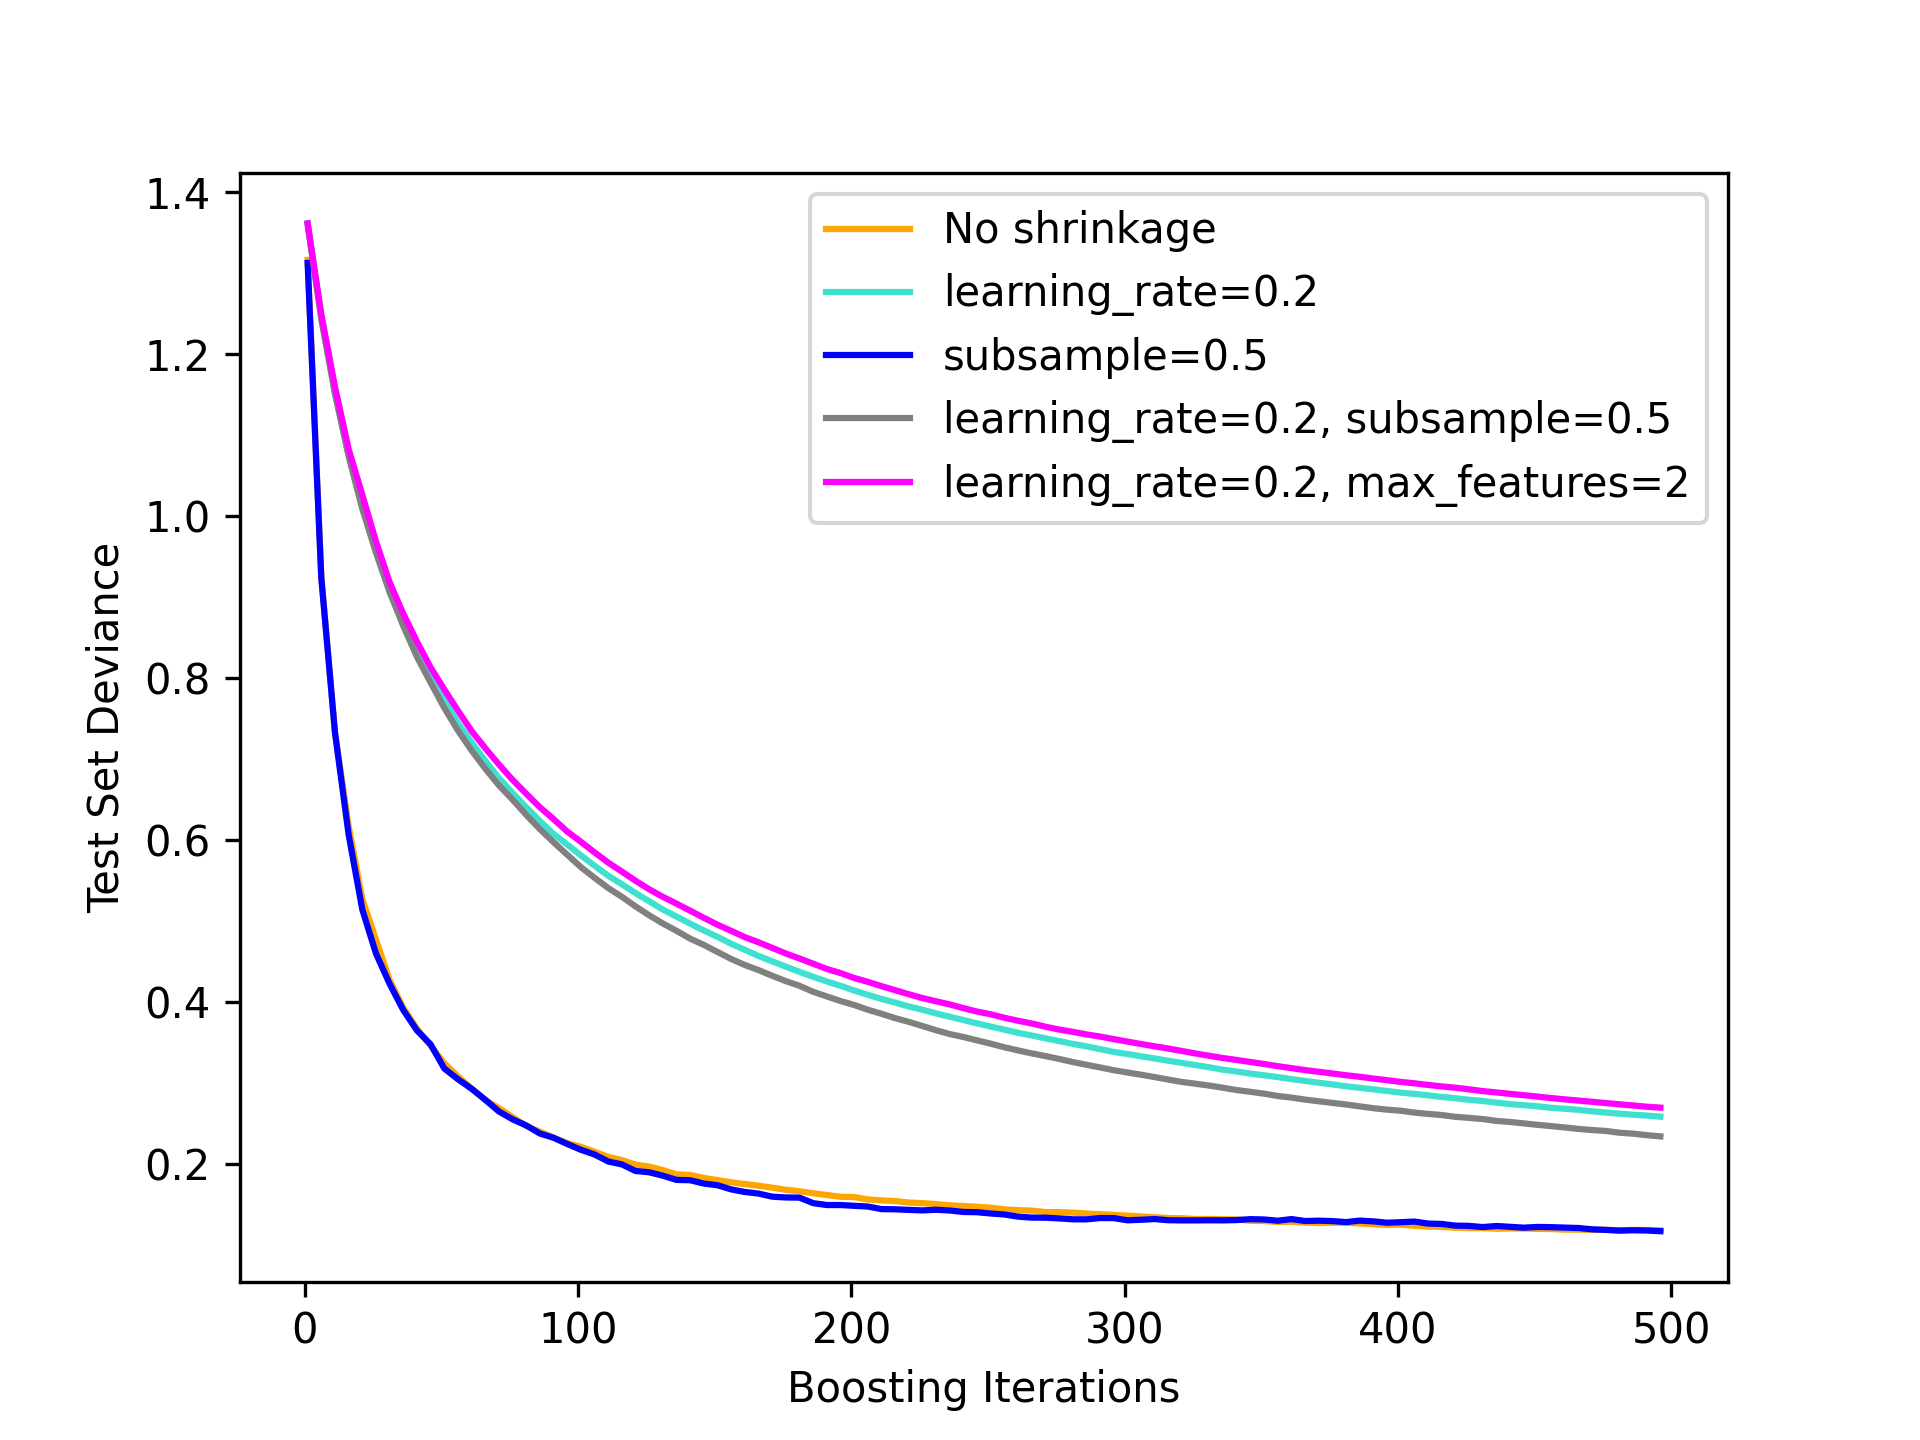 1.4
1.2
1.0
0.8
0.6
0.4
0.2
Test Set Deviance
No shrinkage
learning_rate=0.2
subsample=0.5
learning_rate=0.2, subsample=0.5
learning_rate=0.2, max_features=2
0 100 200 300 400 500
Boosting Iterations